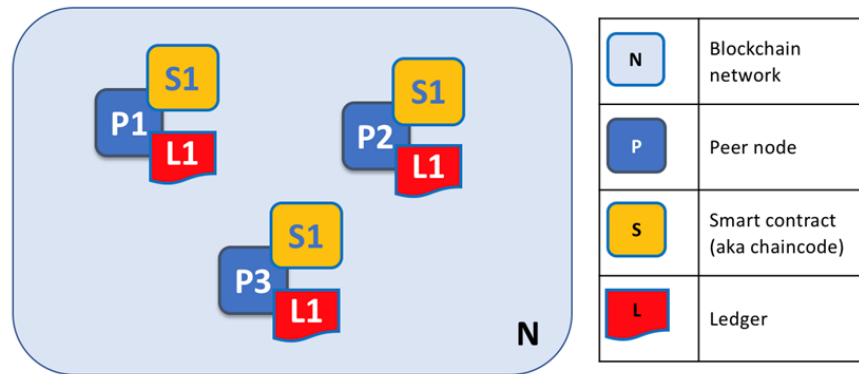 S1
P1
L1
S1
P2
L1
S1
P3
L1
N
N
Blockchain
network
P
Peer node
S
Smart contract
(aka chaincode)
L
Ledger